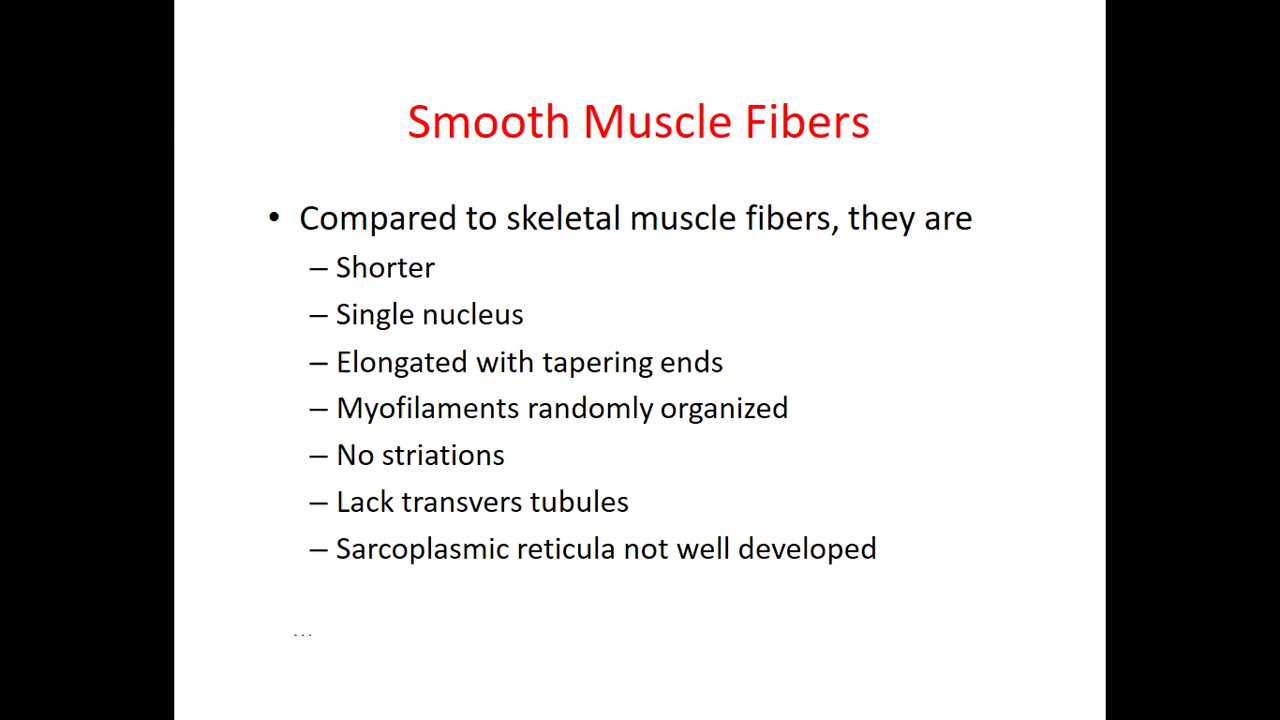 Smooth Muscle Fibers
• Compared to skeletal muscle fibers, they are
– Shorter
– Single nucleus
– Elongated with tapering ends
– Myofilaments randomly organized
– No striations
– Lack transvers tubules
– Sarcoplasmic reticula not well developed
...